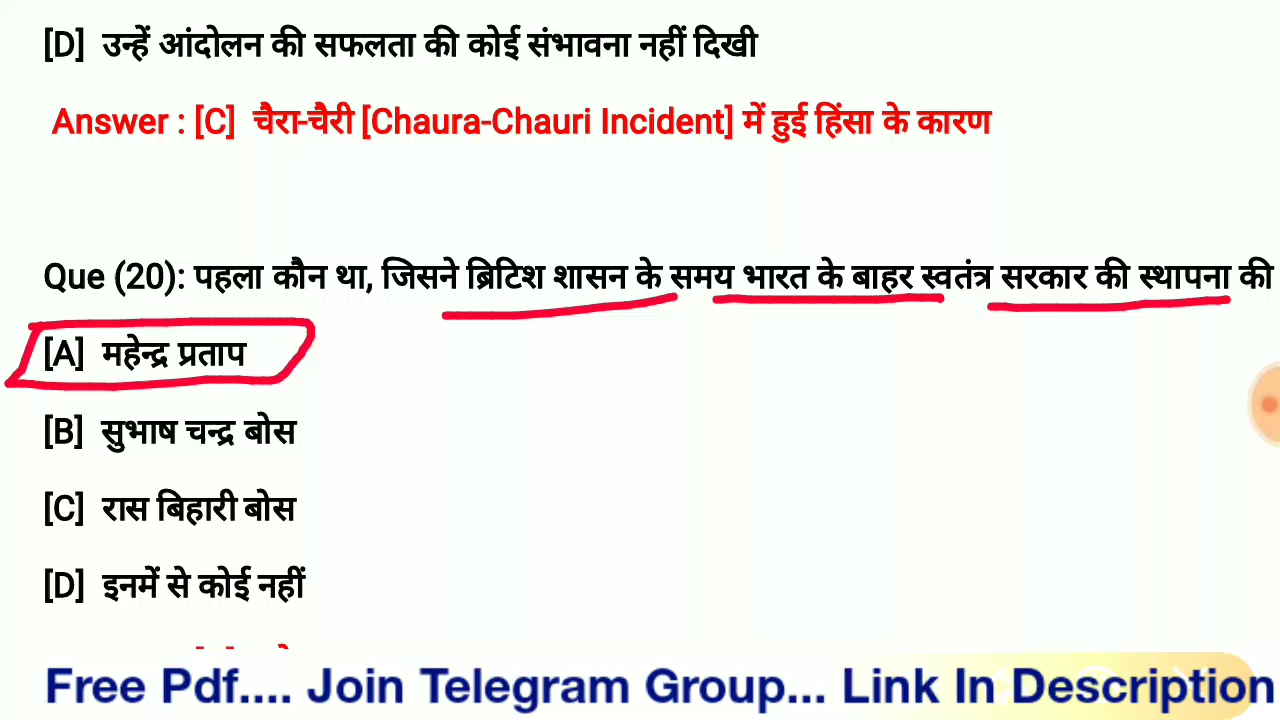 [D] उन्हें आंदोलन की सफलता की कोई संभावना नहीं दिखी
Answer : [C] चैरा-चैरी [Chaura-Chauri Incident] में हुई हिंसा के कारण
Que (20): पहला कौन था, जिसने ब्रिटिश शासन के समय भारत के बाहर स्वतंत्र सरकार की स्थापना की
[A] महेन्द्र प्रताप
[B] सुभाष चन्द्र बोस
[C] रास बिहारी बोस
[D] इनमें से कोई नहीं
Free Pdf.... Join Telegram Group... Link In Description